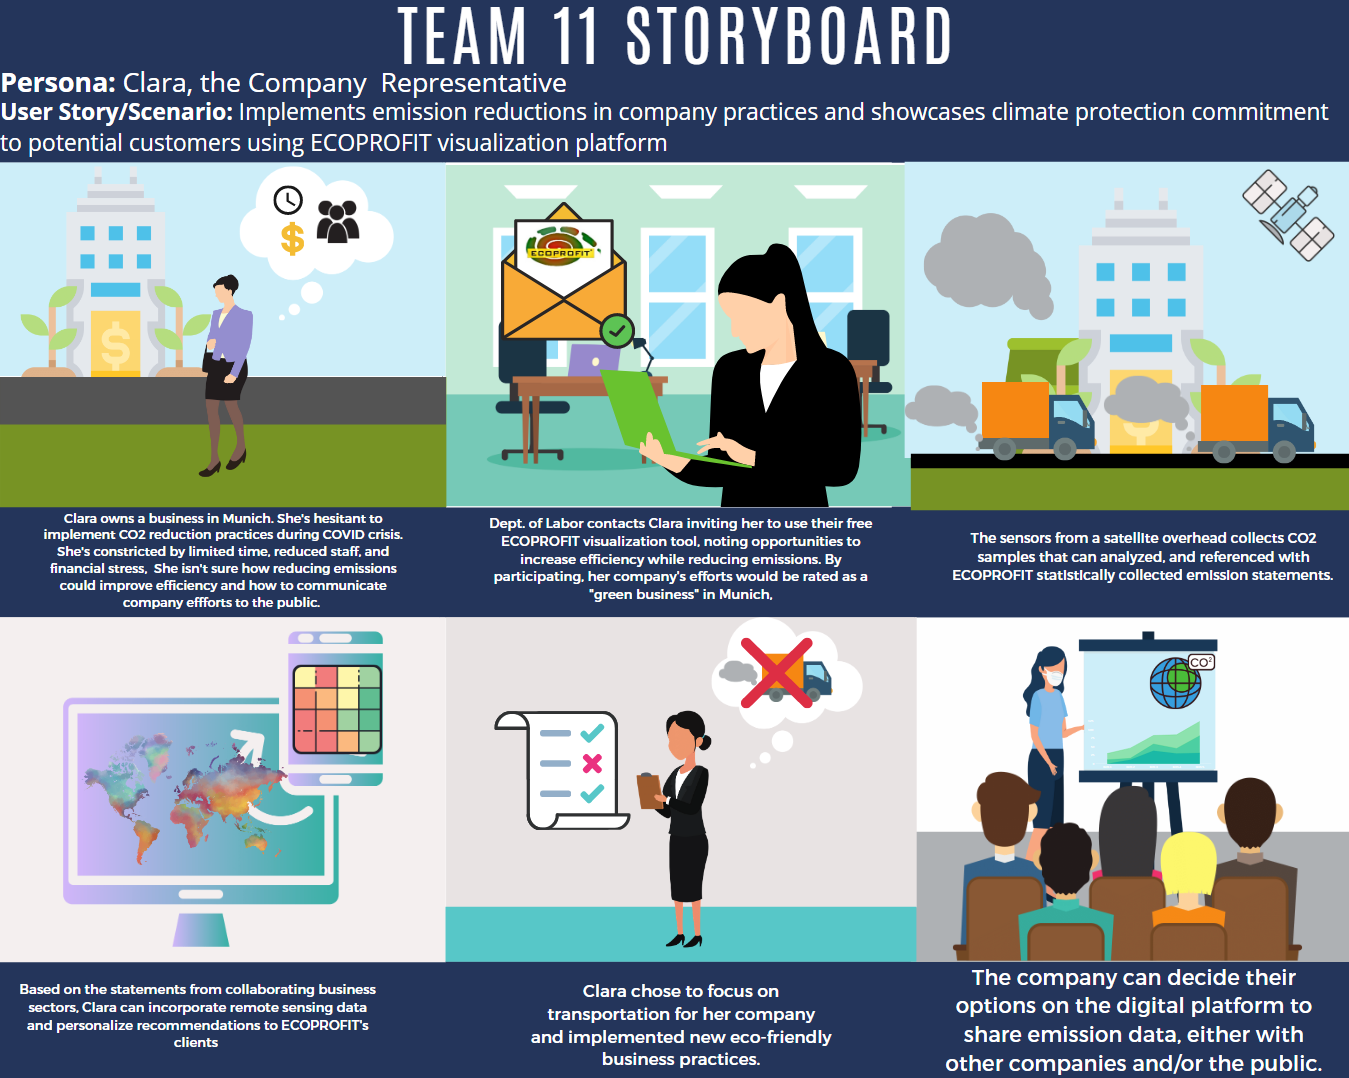 TEAM 11 STORYBOARD
Persona: Clara, the Company Representative
User Story/Scenario: Implements emission reductions in company practices and showcases climate protection commitment
to potential customers using ECOPROFIT visualization platform
$
$
ECOPROFIT
Clara owns a business in Munich. She's hesitant to
implement CO2 reduction practices during COVID crisis.
She's constricted by limited time, reduced staff, and
financial stress, She isn't sure how reducing emissions
could improve efficiency and how to communicate
company effforts to the public.
Dept. of Labor contacts Clara inviting her to use their free
ECOPROFIT visualization tool, noting opportunities to
increase efficiency while reducing emissions. By
participating, her company's efforts would be rated as a
"green business" in Munich,
The sensors from a satellite overhead collects CO2
samples that can analyzed, and referenced with
ECOPROFIT statistically collected emission statements.
CO²
Based on the statements from collaborating business
sectors, Clara can incorporate remote sensing data
and personalize recommendations to ECOPROFIT's
clients
Clara chose to focus on
transportation for her company
and implemented new eco-friendly
business practices.
The company can decide their
options on the digital platform to
share emission data, either with
other companies and/or the public.